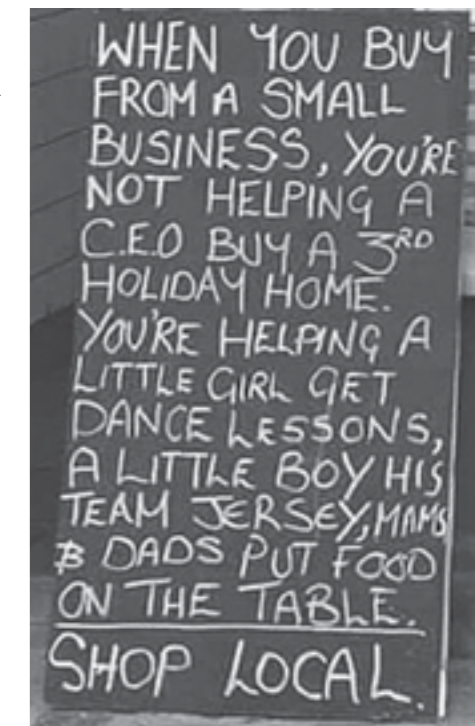 WHEN YOU BUY
FROM A SMALL
BUSINESS, YOU'RE
NOT HELPING A
C.E.O BUY A 3RD
HOLIDAY HOME.
YOU'RE HELPING A
LITTLE GIRL GET
DANCE LESSONS,
A LITTLE BOY HIS
TEAM JERSEY, MAMS
& DADS PUT FOOD
ON THE TABLE.
SHOP LOCAL.